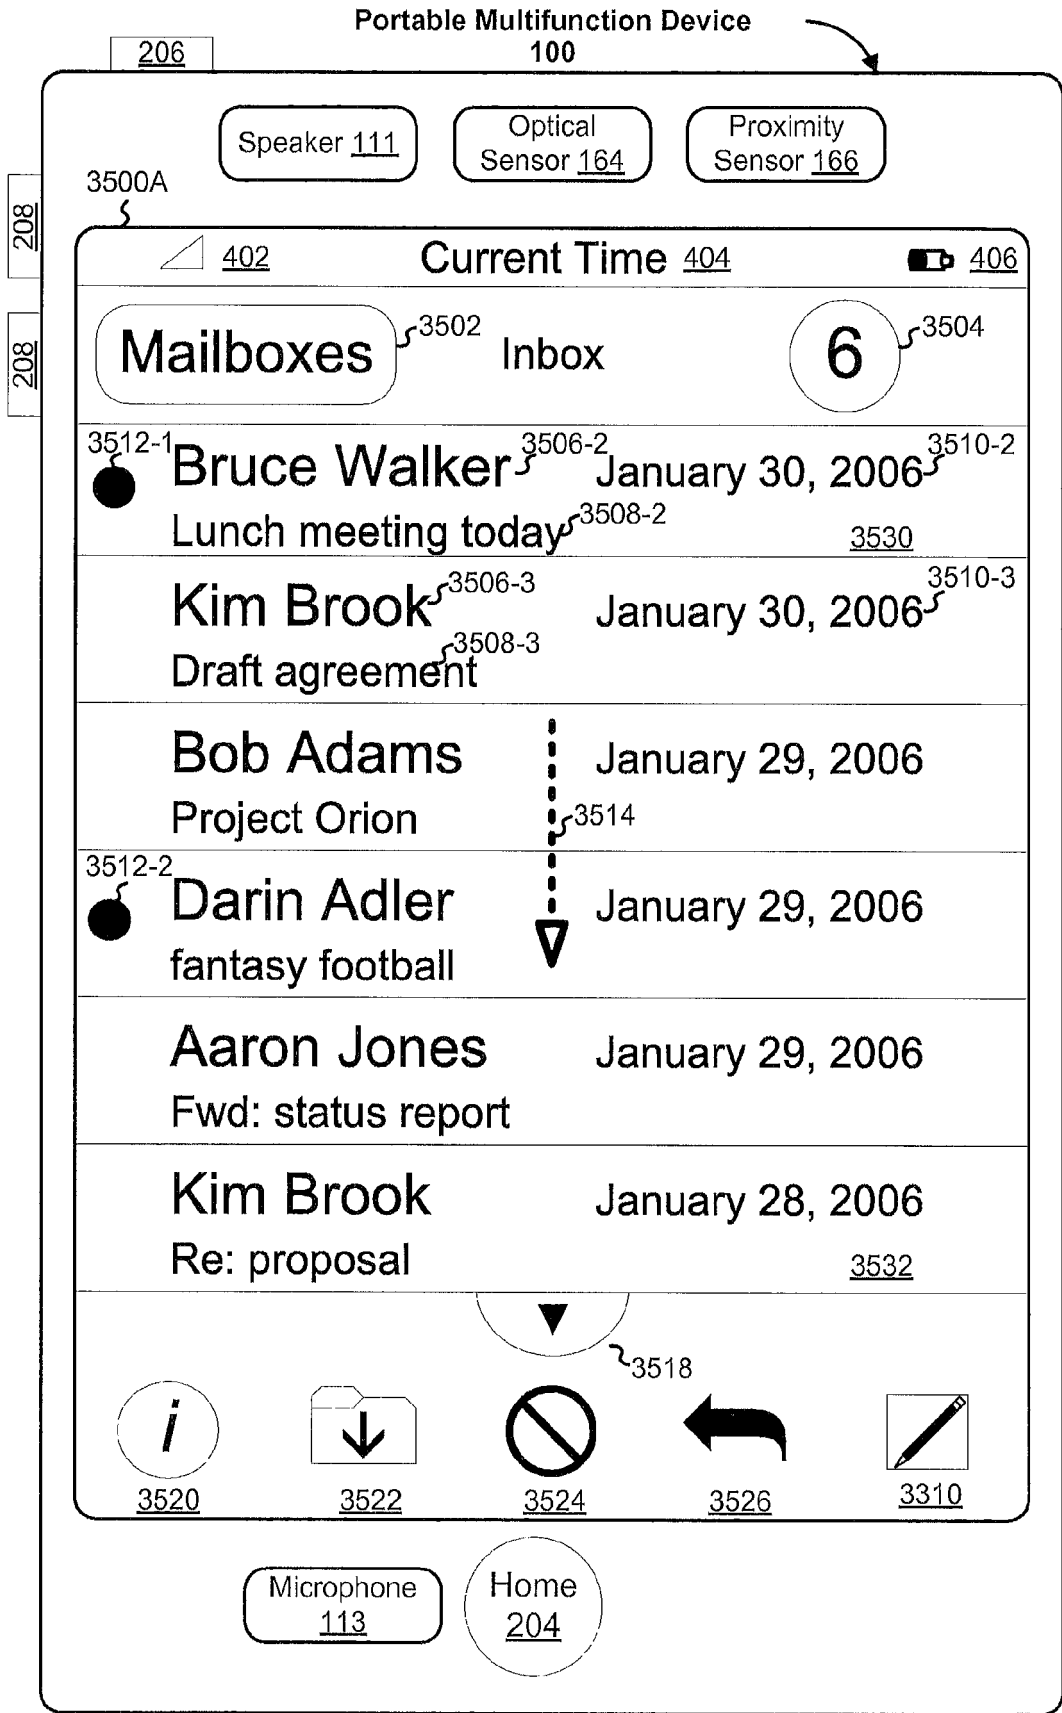 Portable Multifunction Device
100
206
Speaker 111
Optical
Sensor 164
Proximity
Sensor 166
208
208
3500A
402
Current Time 404
406
Mailboxes
3502
Inbox
6
3504
3512-1
Bruce Walker
3506-2
January 30, 2006
3510-2
Lunch meeting today
3508-2
3530
Kim Brook
3506-3
January 30, 2006
3510-3
Draft agreement
3508-3
Bob Adams
January 29, 2006
Project Orion
3514
3512-2
Darin Adler
January 29, 2006
fantasy football
Aaron Jones
January 29, 2006
Fwd: status report
Kim Brook
January 28, 2006
Re: proposal
3532
3518
i
3520
3522
3524
3526
3310
Microphone
113
Home
204